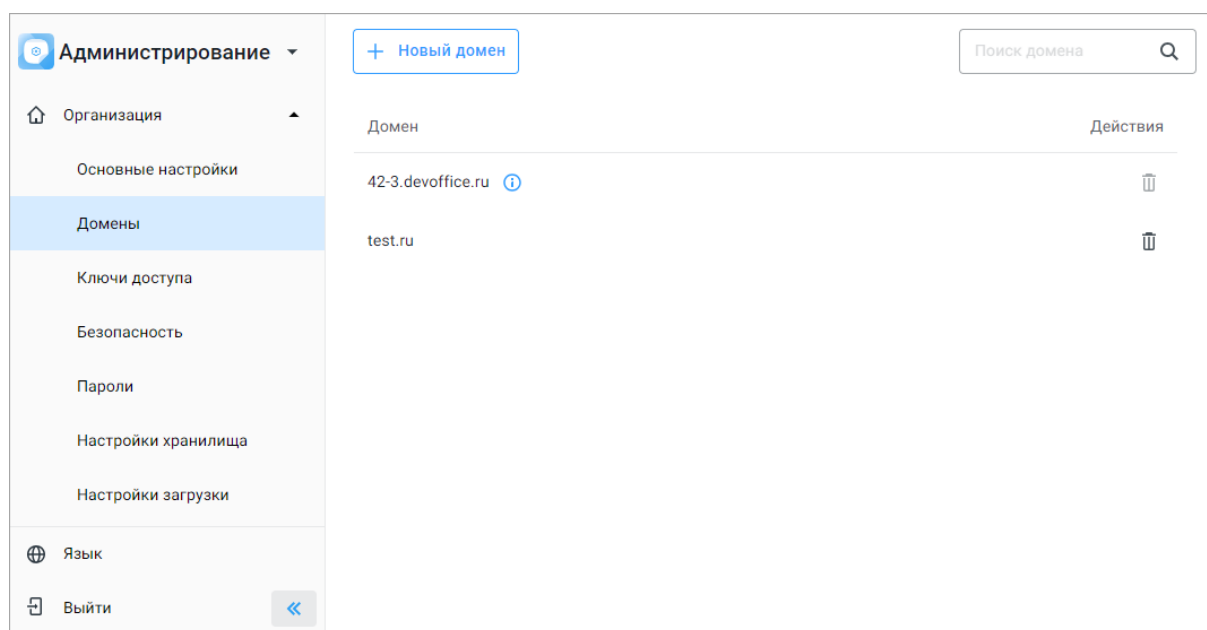 Администрирование
Организация
Основные настройки
Домены
Ключи доступа
Безопасность
Пароли
Настройки хранилища
Настройки загрузки
Язык
Выйти
Новый домен
Поиск домена
Домен Действия
42-3.devoffice.ru
test.ru